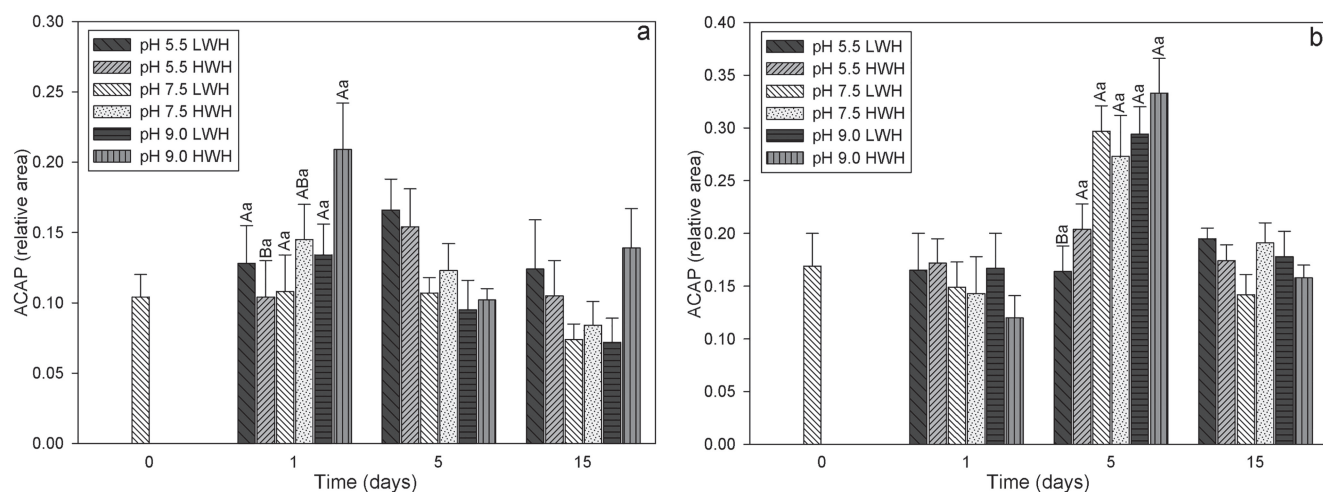 a
0.30
0.25
0.20
0.15
0.10
0.05
0.00
ACAP (relative area)
pH 5.5 LWH
pH 5.5 HWH
pH 7.5 LWH
pH 7.5 HWH
pH 9.0 LWH
pH 9.0 HWH
Aa
Ba
Aa
ABa
Aa
Aa
0 1 5 15
Time (days)
b
0.40
0.35
0.30
0.25
0.20
0.15
0.10
0.05
0.00
ACAP (relative area)
pH 5.5 LWH
pH 5.5 HWH
pH 7.5 LWH
pH 7.5 HWH
pH 9.0 LWH
pH 9.0 HWH
Ba
Aa
Aa
Aa
Aa
Aa
0 1 5 15
Time (days)